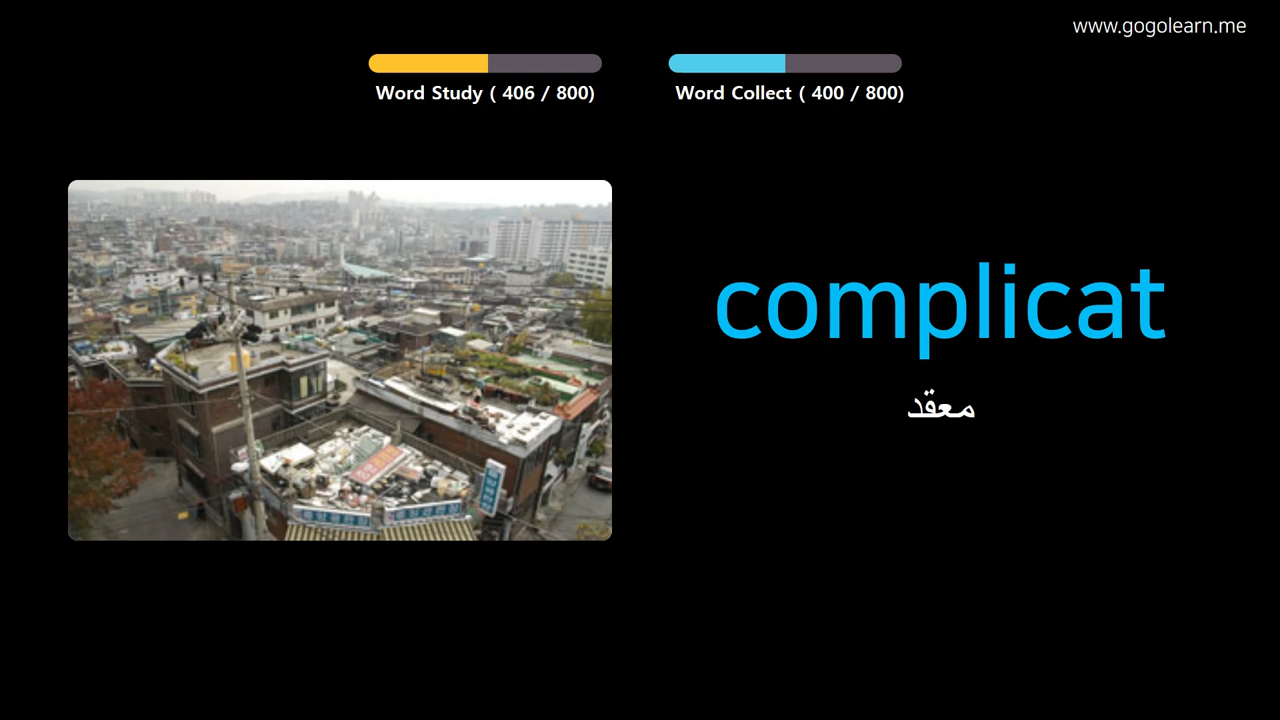 www.gogolearn.me
Word Study ( 406 / 800)
Word Collect ( 400 / 800)
complicat
معقد